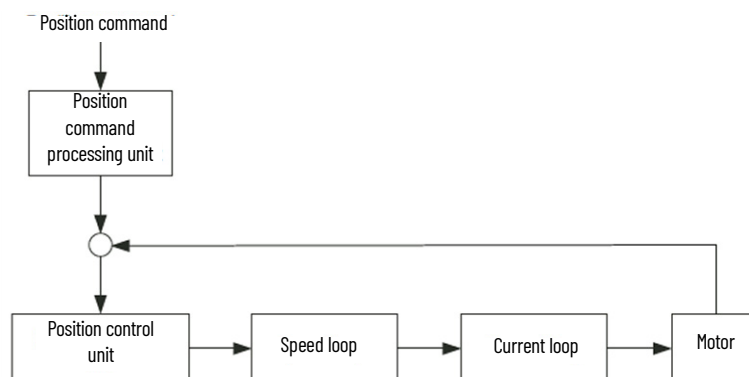 Position command
Position
command
processing unit
Position control
unit
Speed loop
Current loop
Motor